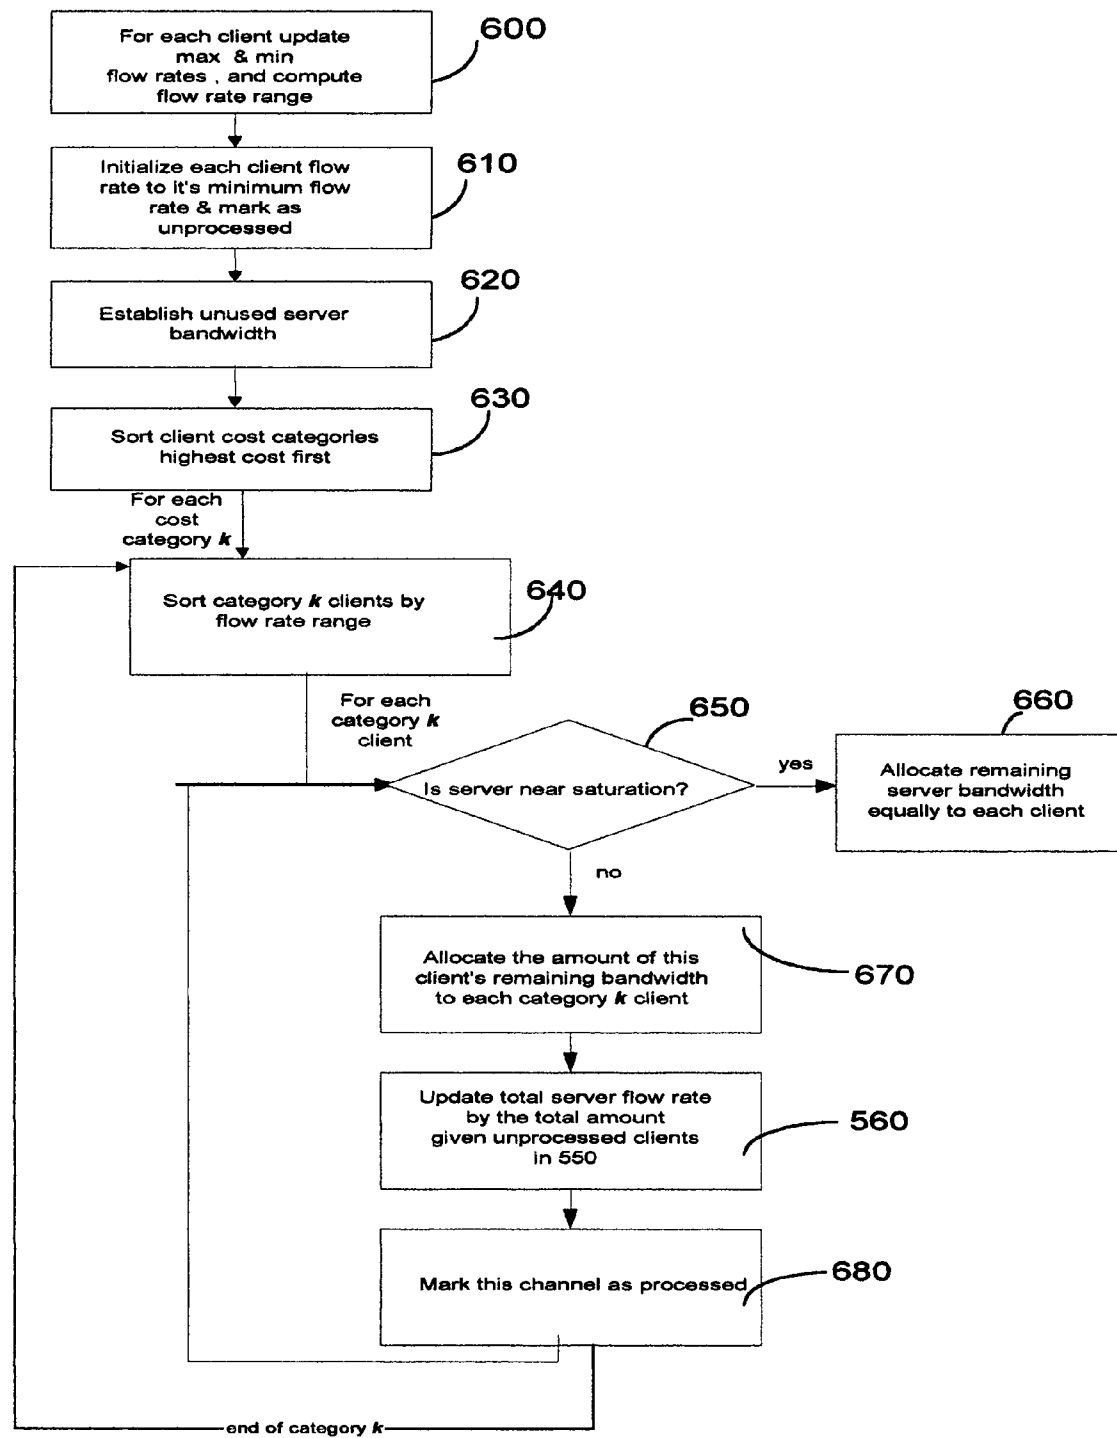 600
For each client update
max & min
flow rates , and compute
flow rate range
610
Initialize each client flow
rate to it's minimum flow
rate & mark as
unprocessed
620
Establish unused server
bandwidth
630
Sort client cost categories
highest cost first
For each
cost
category k
640
Sort category k clients by
flow rate range
For each
category k
client
650
Is server near saturation?
yes
660
Allocate remaining
server bandwidth
equally to each client
no
Allocate the amount of this
client's remaining bandwidth
to each category k client
670
Update total server flow rate
by the total amount
given unprocessed clients
in 550
560
Mark this channel as processed
680
end of category k